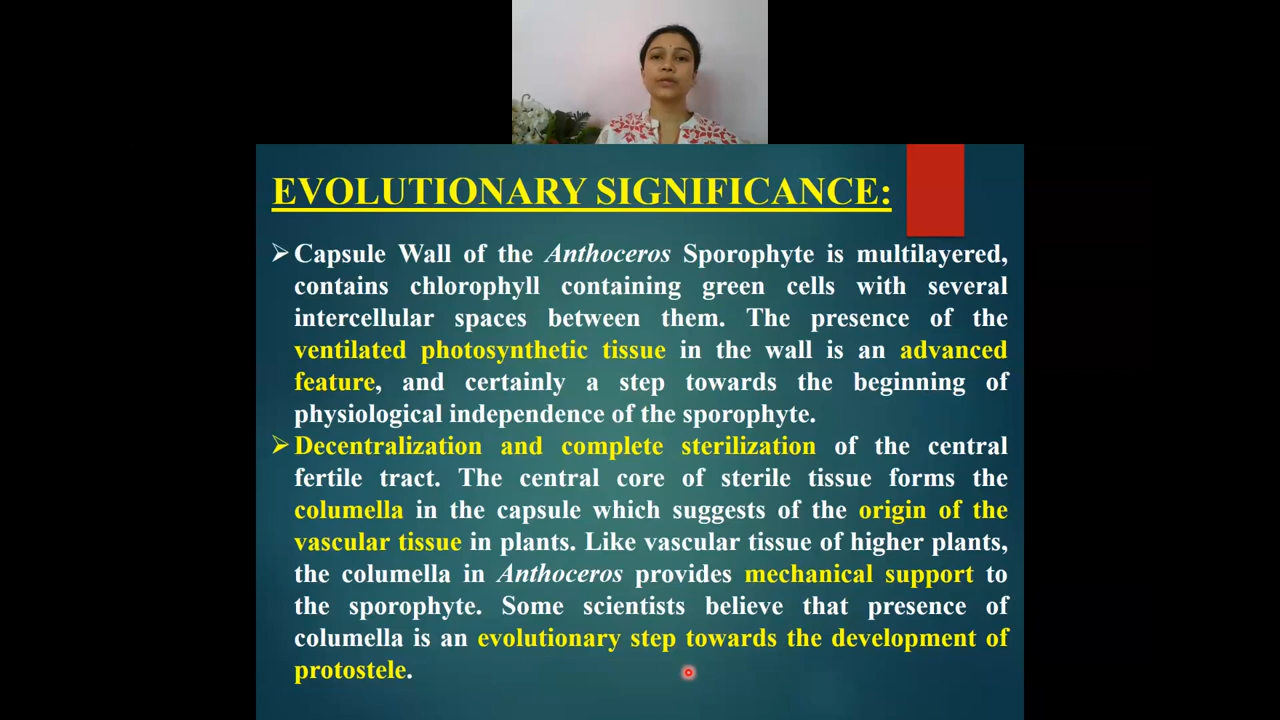 EVOLUTIONARY SIGNIFICANCE:
Capsule Wall of the Anthoceros Sporophyte is multilayered,
contains chlorophyll containing green cells with several
intercellular spaces between them. The presence of the
ventilated photosynthetic tissue in the wall is an advanced
feature, and certainly a step towards the beginning of
physiological independence of the sporophyte.
Decentralization and complete sterilization of the central
fertile tract. The central core of sterile tissue forms the
columella in the capsule which suggests of the origin of the
vascular tissue in plants. Like vascular tissue of higher plants,
the columella in Anthoceros provides mechanical support to
the sporophyte. Some scientists believe that presence of
columella is an evolutionary step towards the development of
protostele.